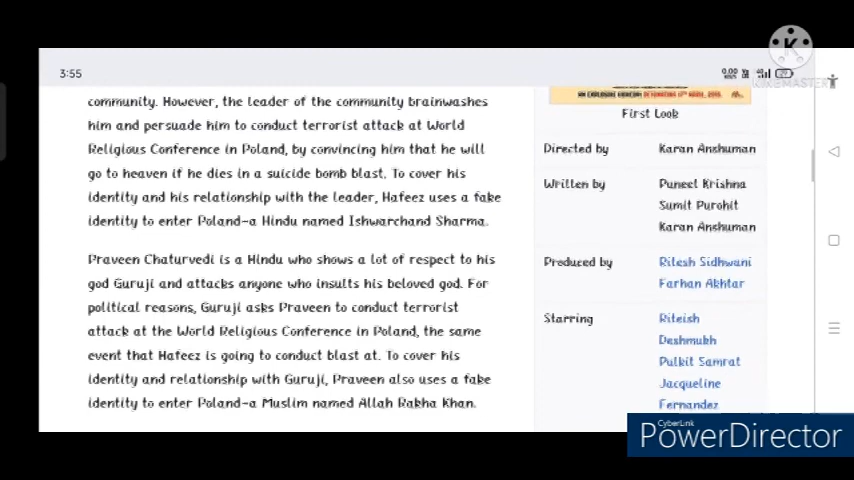 3:55
community. However, the leader of the community brainwashes
him and persuade him to conduct terrorist attack at World
Religious Conference in Poland, by convincing him that he will
go to heaven if he dies in a suicide bomb blast. To cover his
identity and his relationship with the leader, Hafeez uses a fake
identity to enter Poland-a Hindu named Ishwarchand Sharma.
Praveen Chaturvedi is a Hindu who shows a lot of respect to his
god Guruji and attacks anyone who insults his beloved god. For
political reasons, Guruji asks Praveen to conduct terrorist
attack at the World Religious Conference in Poland, the same
event that Hafeez is going to conduct blast at. To cover his
identity and relationship with Guruji, Praveen also uses a fake
identity to enter Poland-a Muslim named Allah Rakha Khan.
First Look
Directed by Karan Anshuman
Written by Puneet Krishna
Sumit Purohit
Karan Anshuman
Produced by Ritesh Sidhwani
Farhan Akhtar
Starring Riteish
Deshmukh
Pulkit Samrat
Jacqueline
Fernandez
K
KINEMASTER
CyberLink
PowerDirector